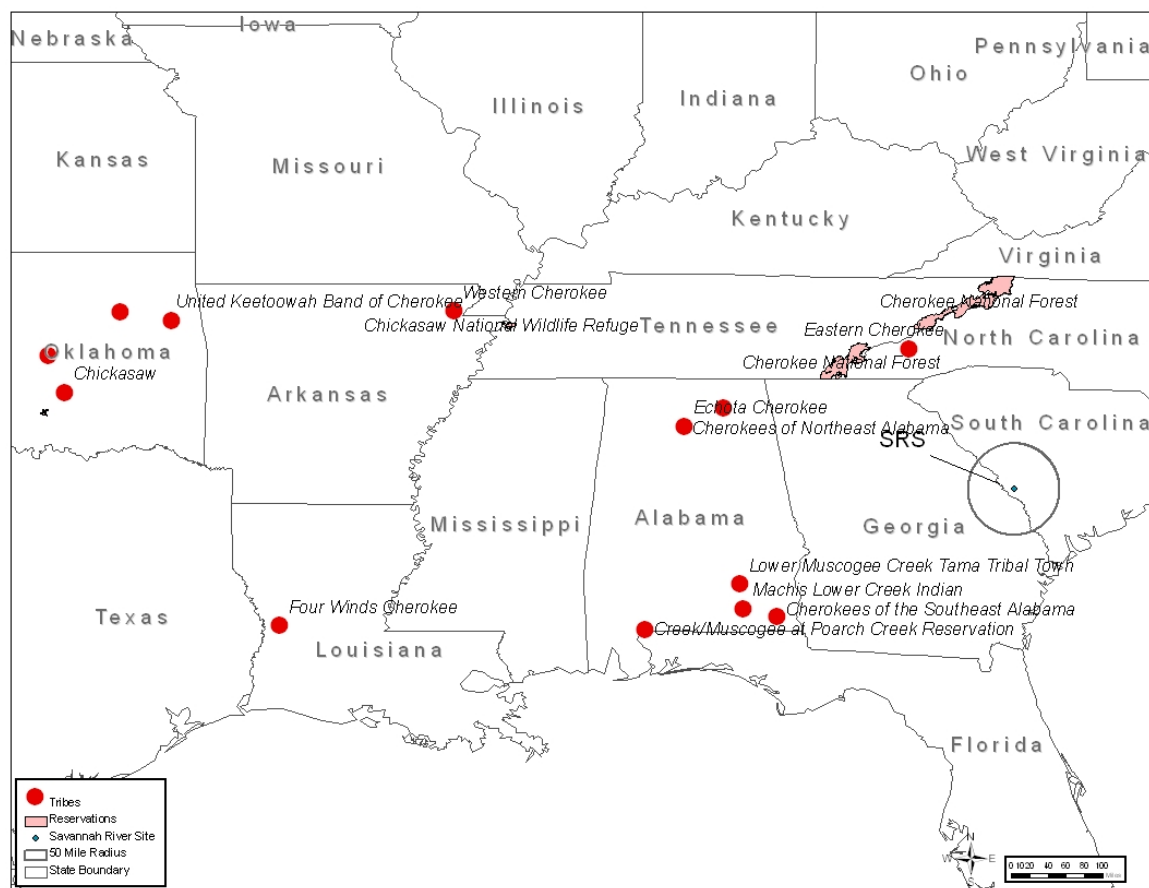 Iowa
Nebraska
Pennsylvania
Ohio
Illinois
Indiana
Kansas
Missouri
West Virginia
Kentucky
Virginia
United Keetoowah Band of Cherokee
Western Cherokee
Cherokee National Forest
Chickasaw National Wildlife Refuge
Tennessee
Eastern Cherokee
North Carolina
Oklahoma
Cherokee National Forest
Chickasaw
Arkansas
Echota Cherokee
Cherokees of Northeast Alabama
South Carolina
SRS
Mississippi
Alabama
Georgia
Lower Muscogee Creek Tama Tribal Town
Machis Lower Creek Indian
Four Winds Cherokee
Cherokees of the Southeast Alabama
Texas
Creek/Muscogee at Poarch Creek Reservation
Louisiana
Florida
Tribes
Reservations
Savannah River Site
50 Mile Radius
State Boundary
N
W E
S
0 10 20 40 60 80 100
Miles